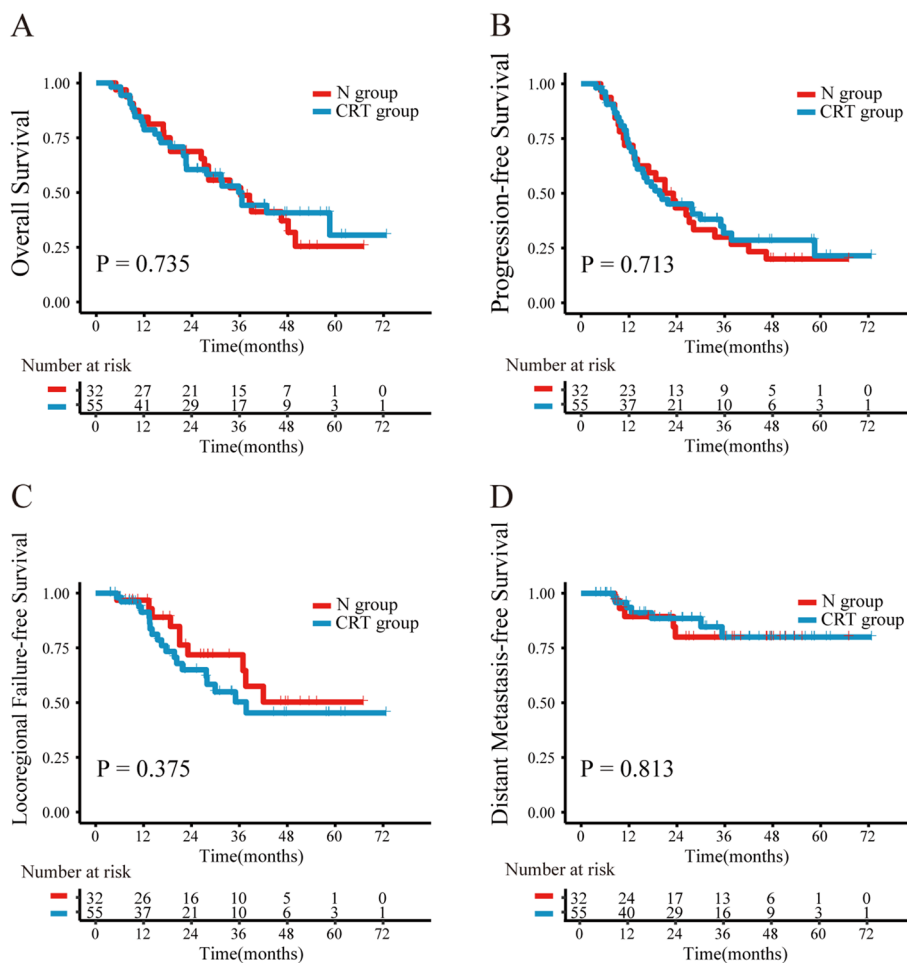 A
Overall Survival
1.00
0.75
0.50
0.25
0.00
N group
CRT group
P = 0.735
0 12 24 36 48 60 72
Time(months)
Number at risk
32 27 21 15 7 1 0
55 41 29 17 9 3 1
0 12 24 36 48 60 72
Time(months)
B
Progression-free Survival
1.00
0.75
0.50
0.25
0.00
N group
CRT group
P = 0.713
0 12 24 36 48 60 72
Time(months)
Number at risk
32 23 13 9 5 1 0
55 37 21 10 6 3 1
0 12 24 36 48 60 72
Time(months)
C
Locoregional Failure-free Survival
1.00
0.75
0.50
0.25
0.00
N group
CRT group
P = 0.375
0 12 24 36 48 60 72
Time(months)
Number at risk
32 26 16 10 5 1 0
55 37 21 10 6 3 1
0 12 24 36 48 60 72
Time(months)
D
Distant Metastasis-free Survival
1.00
0.75
0.50
0.25
0.00
N group
CRT group
P = 0.813
0 12 24 36 48 60 72
Time(months)
Number at risk
32 24 17 13 6 1 0
55 40 29 16 9 3 1
0 12 24 36 48 60 72
Time(months)